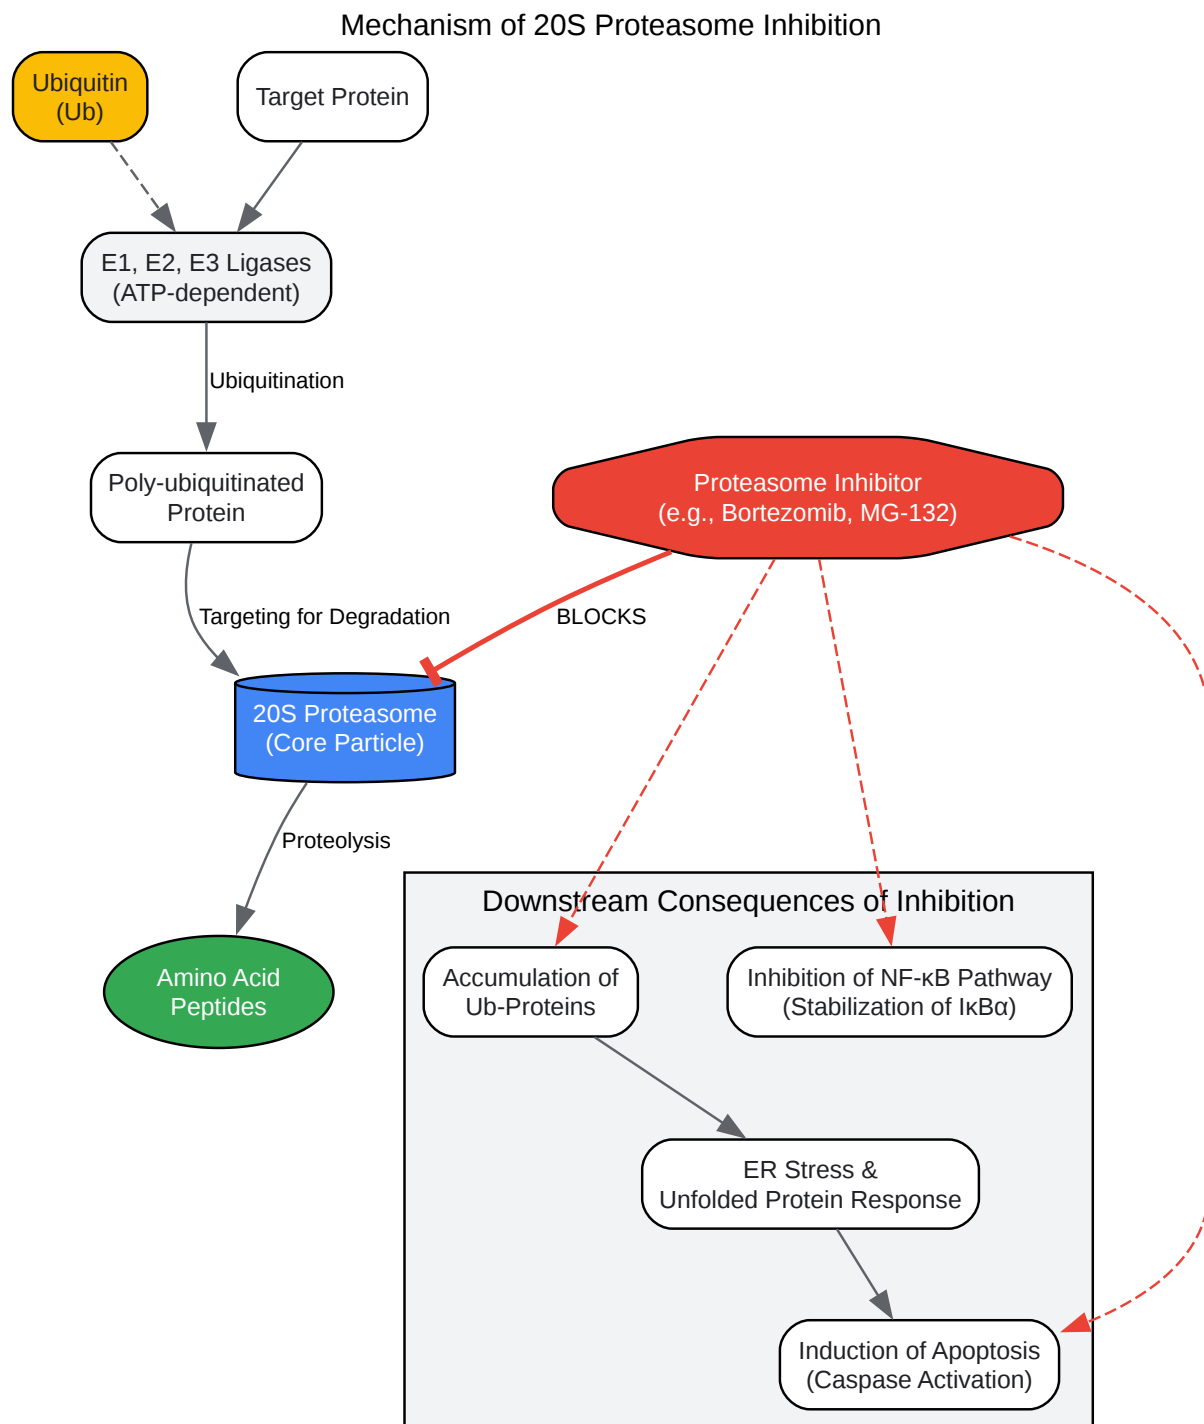 Mechanism of 20S Proteasome Inhibition
Ubiquitin
(Ub)
Target Protein
E1, E2, E3 Ligases
(ATP-dependent)
Ubiquitination
Poly-ubiquitinated
Protein
Proteasome Inhibitor
(e.g., Bortezomib, MG-132)
Targeting for Degradation
BLOCKS
20S Proteasome
(Core Particle)
Proteolysis
Amino Acid
Peptides
Downstream Consequences of Inhibition
Accumulation of
Ub-Proteins
Inhibition of NF-κB Pathway
(Stabilization of IκBα)
ER Stress &
Unfolded Protein Response
Induction of Apoptosis
(Caspase Activation)